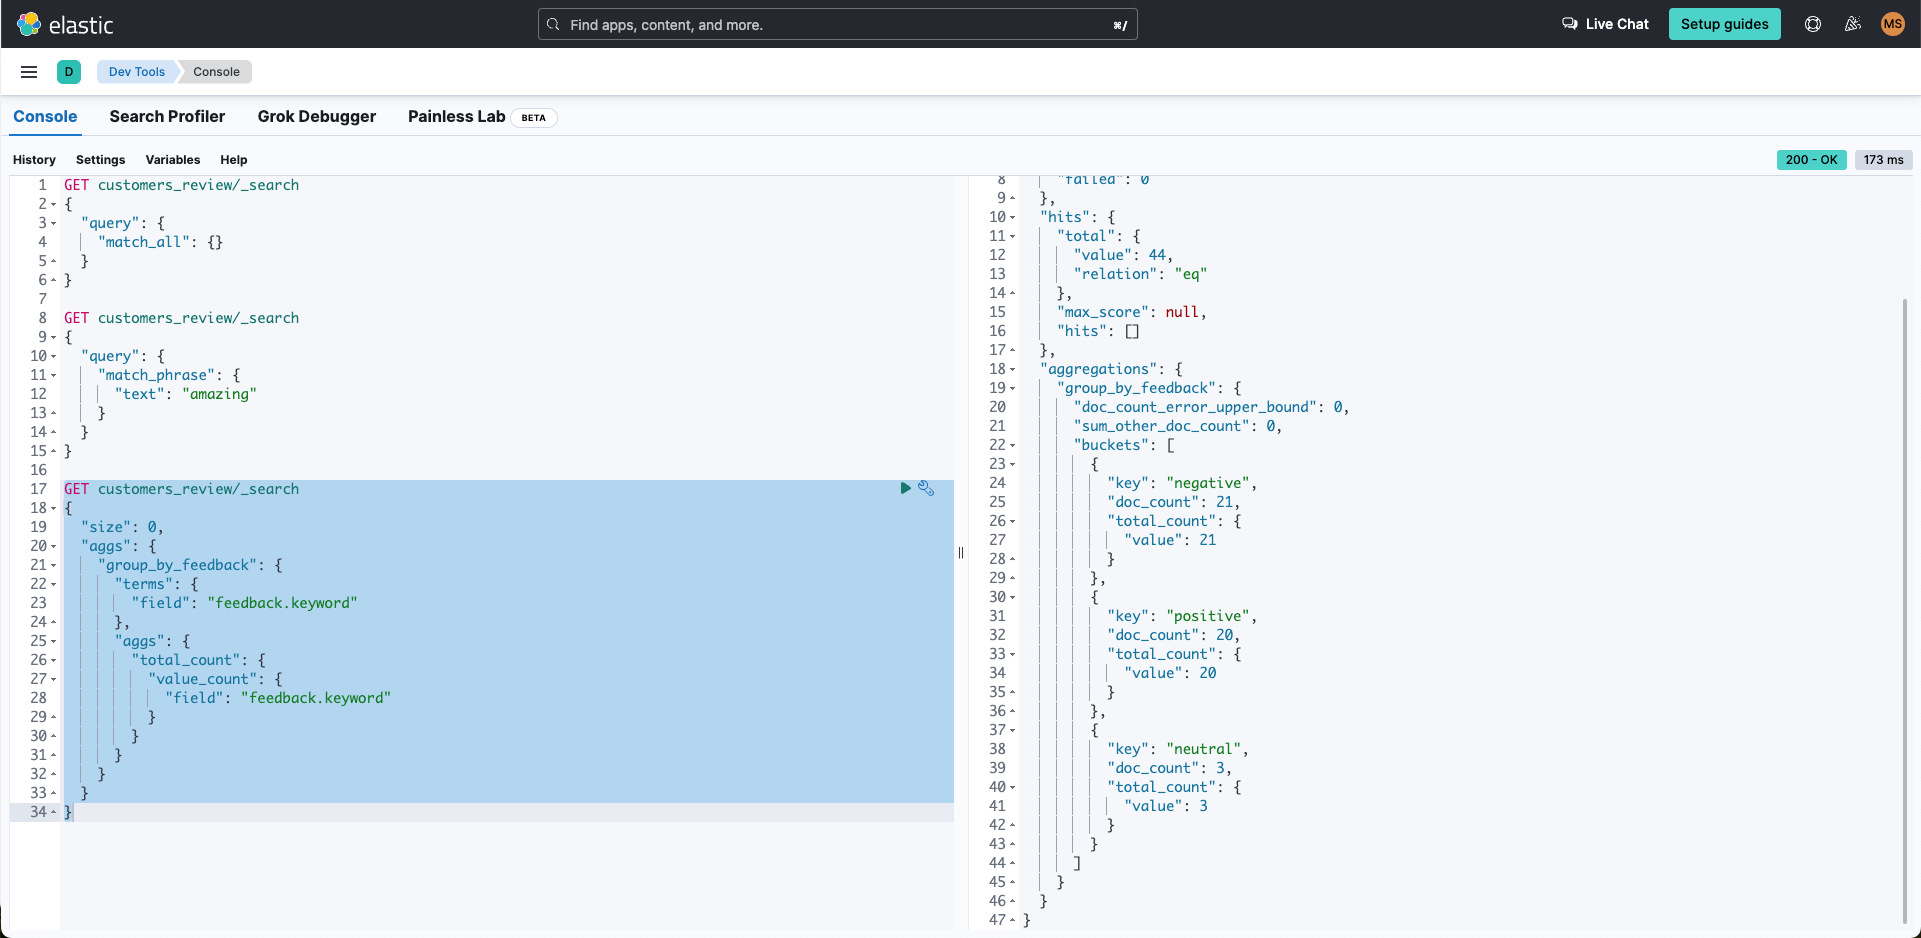 elastic
Find apps, content, and more.
⌘/
Live Chat
Setup guides
MS
D
Dev Tools
Console
Console
Search Profiler
Grok Debugger
Painless Lab
BETA
History
Settings
Variables
Help
200 - OK
173 ms
1 GET customers_review/_search
2 {
3 "query": {
4 "match_all": {}
5 }
6 }
7
8 GET customers_review/_search
9 {
10 "query": {
11 "match_phrase": {
12 "text": "amazing"
13 }
14 }
15 }
16
17 GET customers_review/_search
18 {
19 "size": 0,
20 "aggs": {
21 "group_by_feedback": {
22 "terms": {
23 "field": "feedback.keyword"
24 },
25 "aggs": {
26 "total_count": {
27 "value_count": {
28 "field": "feedback.keyword"
29 }
30 }
31 }
32 }
33 }
34 }
8 "failed": 0
9 },
10 "hits": {
11 "total": {
12 "value": 44,
13 "relation": "eq"
14 },
15 "max_score": null,
16 "hits": []
17 },
18 "aggregations": {
19 "group_by_feedback": {
20 "doc_count_error_upper_bound": 0,
21 "sum_other_doc_count": 0,
22 "buckets": [
23 {
24 "key": "negative",
25 "doc_count": 21,
26 "total_count": {
27 "value": 21
28 }
29 },
30 {
31 "key": "positive",
32 "doc_count": 20,
33 "total_count": {
34 "value": 20
35 }
36 },
37 {
38 "key": "neutral",
39 "doc_count": 3,
40 "total_count": {
41 "value": 3
42 }
43 }
44 ]
45 }
46 }
47 }